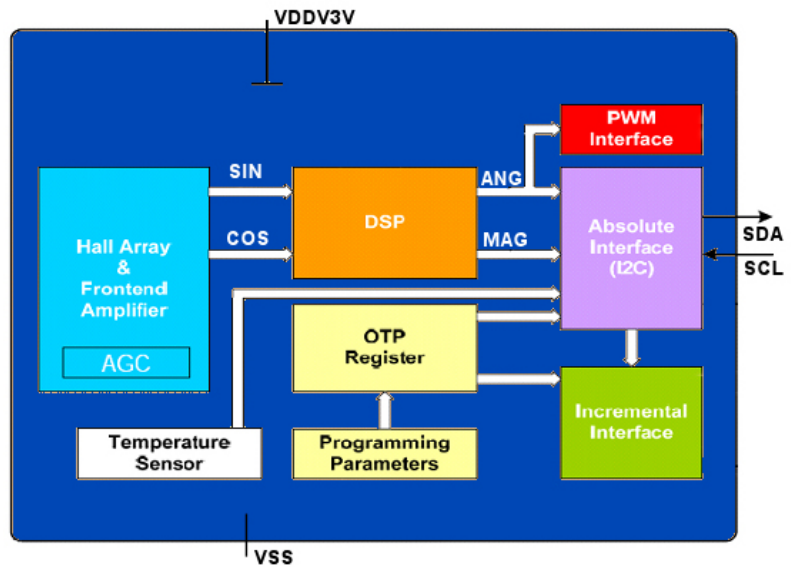 VDDV3V
PWM
Interface
SIN
ANG
DSP
Absolute
Interface
(I2C)
SDA
COS
MAG
SCL
Hall Array
&
Frontend
Amplifier
AGC
OTP
Register
Incremental
Interface
Temperature
Sensor
Programming
Parameters
VSS